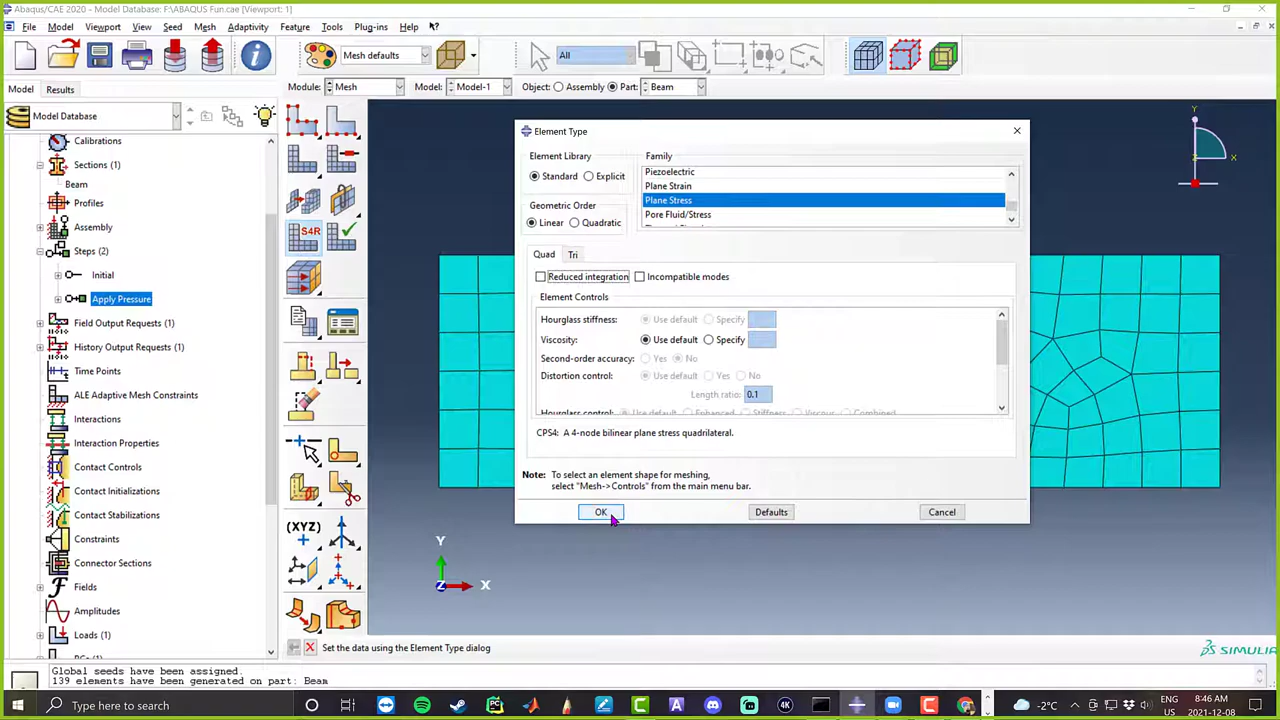 Abaqus/CAE 2020 - Model Database: F:\ABAQUS Fun.cae [Viewport: 1]
File Model Viewport View Seed Mesh Adaptivity Feature Tools Plug-ins Help
Mesh defaults All
Model Results Module: Mesh Model: Model-1 Object: Assembly Part: Beam
Model Database
Calibrations
Sections (1)
Beam
Profiles
Assembly
Steps (2)
Initial
Apply Pressure
Field Output Requests (1)
History Output Requests (1)
Time Points
ALE Adaptive Mesh Constraints
Interactions
Interaction Properties
Contact Controls
Contact Initializations
Contact Stabilizations
Constraints
Connector Sections
Fields
Amplitudes
Loads (1)
S4R
(XYZ)
Element Type
Element Library Family
Standard Explicit
Piezoelectric
Plane Strain
Plane Stress
Pore Fluid/Stress
Geometric Order
Linear Quadratic
Quad Tri
Reduced integration Incompatible modes
Element Controls
Hourglass stiffness: Use default Specify
Viscosity: Use default Specify
Second-order accuracy: Yes No
Distortion control: Use default Yes No
Length ratio: 0.1
Hourglass control: Use default Enhanced Stiffness Viscous Combined
CPS4: A 4-node bilinear plane stress quadrilateral.
Note: To select an element shape for meshing,
select "Mesh->Controls" from the main menu bar.
OK Defaults Cancel
Y
X
Y
Z X
Set the data using the Element Type dialog
SIMULIA
Global seeds have been assigned.
139 elements have been generated on part: Beam
Type here to search
-2°C
ENG
US
8:46 AM
2021-12-08